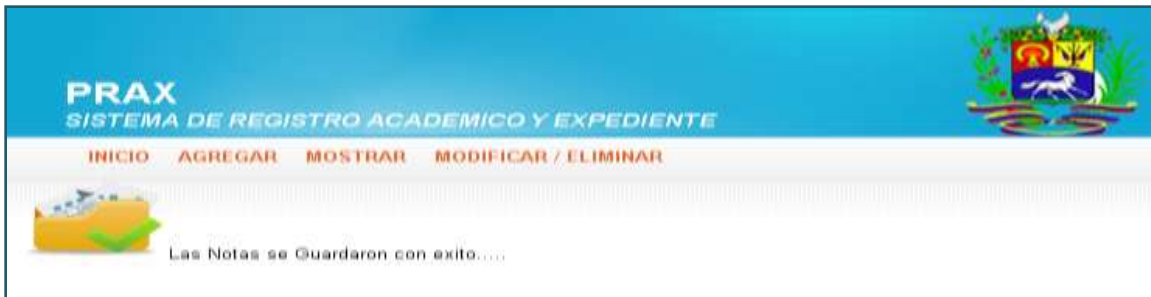 PRAX
SISTEMA DE REGISTRO ACADEMICO Y EXPEDIENTE
INICIO AGREGAR MOSTRAR MODIFICAR / ELIMINAR
Las Notas se Guardaron con exito.....